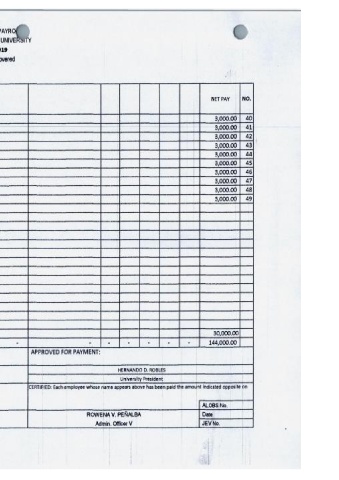 PAYRO
UNIVERSITY
019
overed
NET PAY NO.
3,000.00 40
3,000.00 41
3,000.00 42
3,000.00 43
3,000.00 44
3,000.00 45
3,000.00 46
3,000.00 47
3,000.00 48
3,000.00 49
30,000.00
- - - - - - 144,000.00
APPROVED FOR PAYMENT:
HERNANDO D. ROBLES
University President
CERTIFIED: Each employee whose name appears above has been paid the amount indicated opposite on
ALOBS No.
ROWENA V. PEÑALBA Date
Admin. Officer V JEV No.